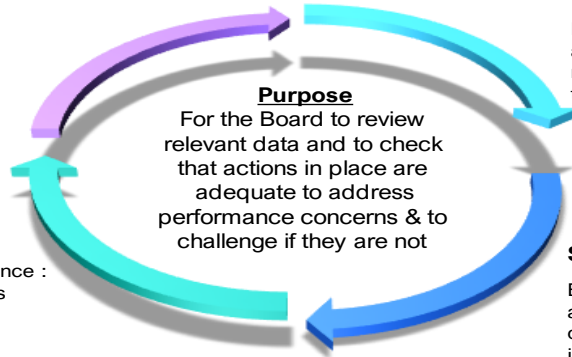 Purpose
For the Board to review
relevant data and to check
that actions in place are
adequate to address
performance concerns & to
challenge if they are not
nce :
s
S